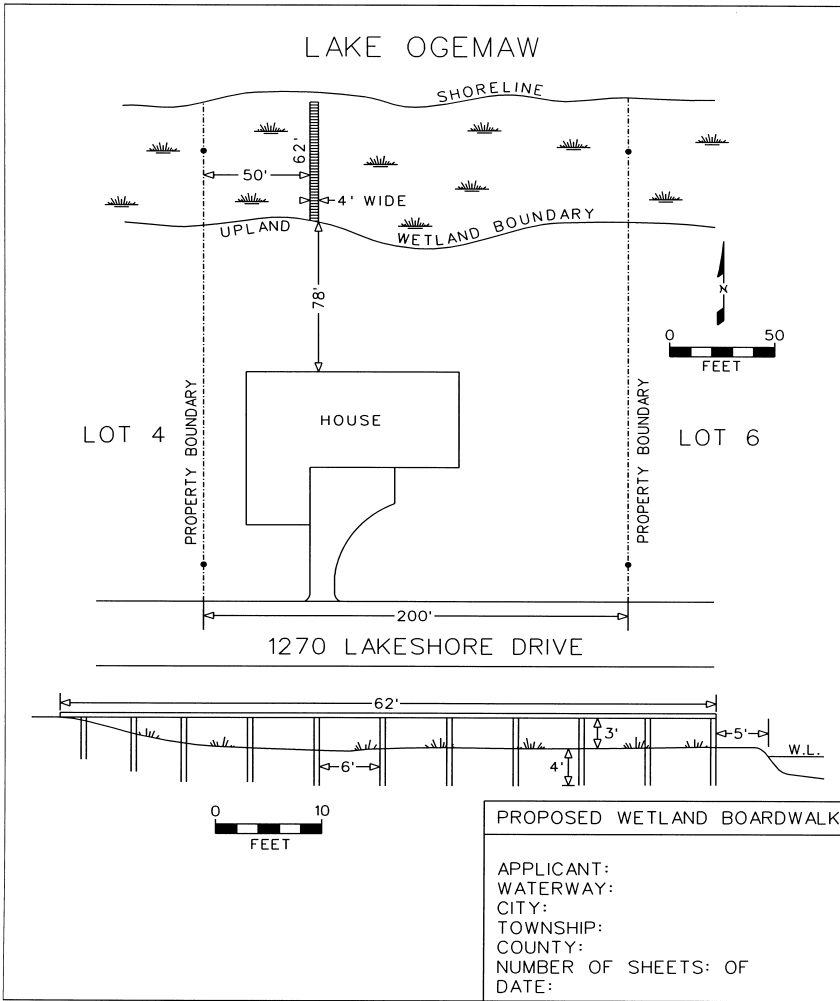 LAKE OGEMAW
SHORELINE
62'
50'
4' WIDE
UPLAND
WETLAND BOUNDARY
78'
N
0 50
FEET
HOUSE
LOT 4
PROPERTY BOUNDARY
PROPERTY BOUNDARY
LOT 6
200'
1270 LAKESHORE DRIVE
62'
3'
5'
W.L.
6'
4'
0 10
FEET
PROPOSED WETLAND BOARDWALK
APPLICANT:
WATERWAY:
CITY:
TOWNSHIP:
COUNTY:
NUMBER OF SHEETS: OF
DATE: